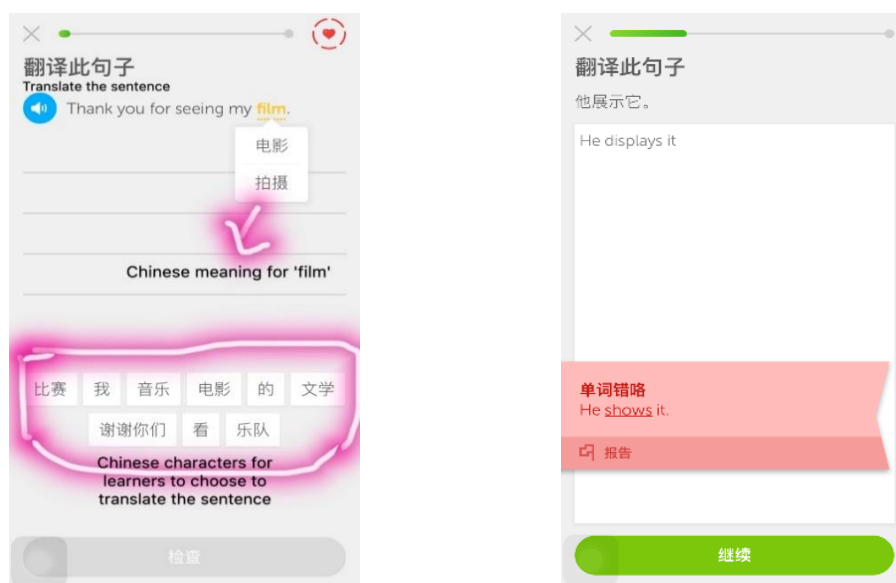 翻译此句子
Translate the sentence
Thank you for seeing my film.
电影
拍摄
Chinese meaning for 'film'
比赛 我 音乐 电影 的 文学
谢谢你们 看 乐队
Chinese characters for
learners to choose to
translate the sentence
检查
翻译此句子
他展示它。
He displays it
单词错咯
He shows it.
报告
继续